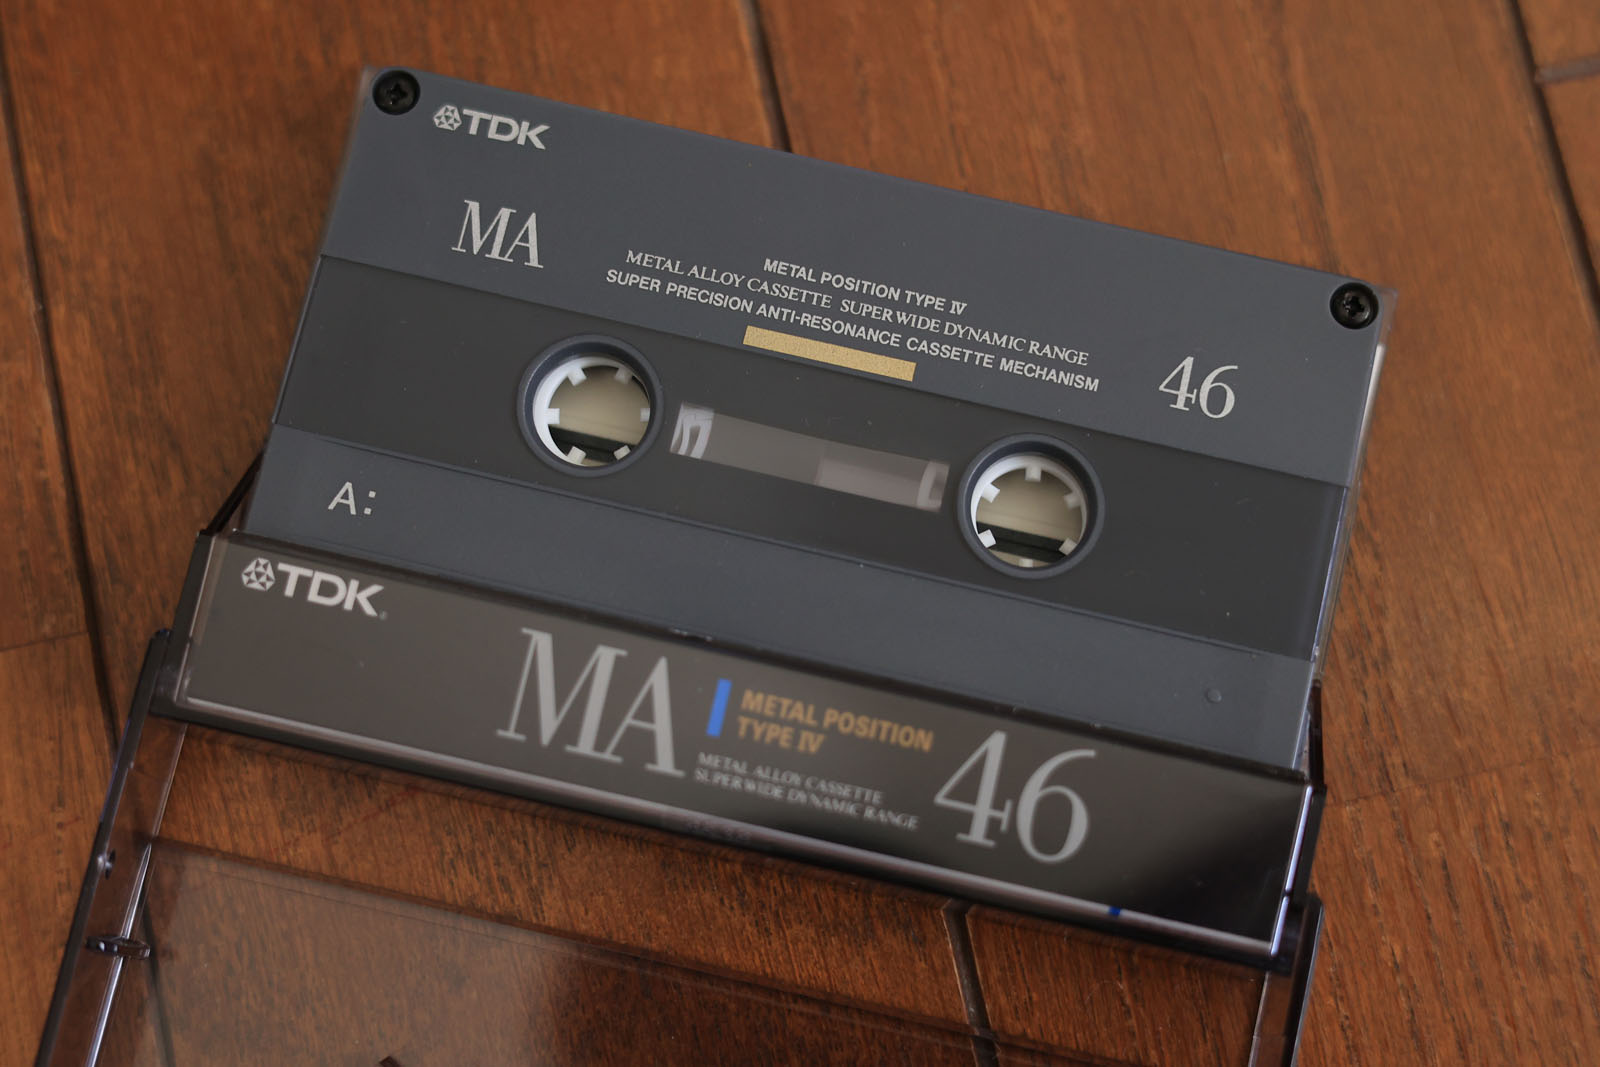 TDK
MA
METAL POSITION TYPE IV
METAL ALLOY CASSETTE SUPER WIDE DYNAMIC RANGE
SUPER PRECISION ANTI-RESONANCE CASSETTE MECHANISM
46
A:
TDK
MA
METAL POSITION
TYPE IV
METAL ALLOY CASSETTE
SUPER WIDE DYNAMIC RANGE
46